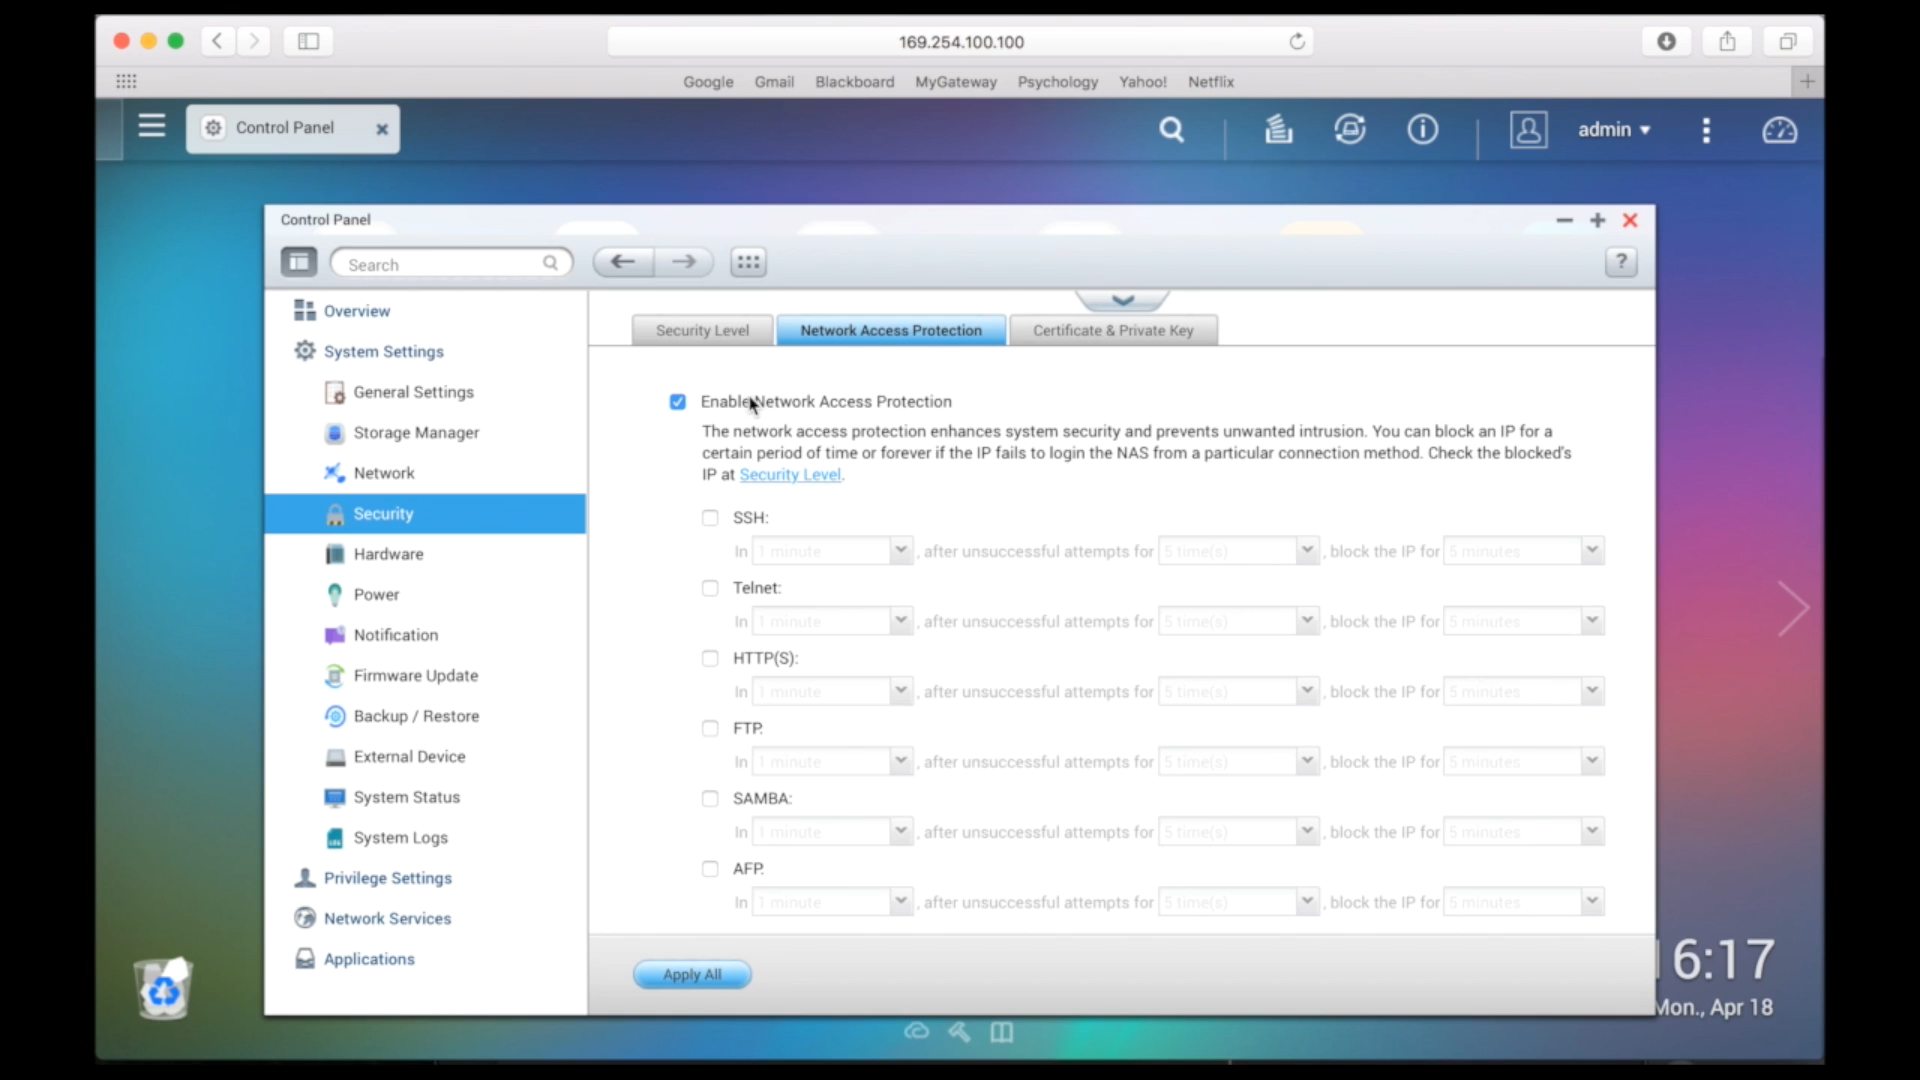 169.254.100.100
Google Gmail Blackboard MyGateway Psychology Yahoo! Netflix
Control Panel
admin
Control Panel
Search
?
Overview
System Settings
General Settings
Storage Manager
Network
Security
Hardware
Power
Notification
Firmware Update
Backup / Restore
External Device
System Status
System Logs
Privilege Settings
Network Services
Applications
Security Level Network Access Protection Certificate & Private Key
Enable Network Access Protection
The network access protection enhances system security and prevents unwanted intrusion. You can block an IP for a
certain period of time or forever if the IP fails to login the NAS from a particular connection method. Check the blocked's
IP at Security Level.
SSH:
In 1 minute , after unsuccessful attempts for 5 time(s) , block the IP for 5 minutes
Telnet:
In 1 minute , after unsuccessful attempts for 5 time(s) , block the IP for 5 minutes
HTTP(S):
In 1 minute , after unsuccessful attempts for 5 time(s) , block the IP for 5 minutes
FTP:
In 1 minute , after unsuccessful attempts for 5 time(s) , block the IP for 5 minutes
SAMBA:
In 1 minute , after unsuccessful attempts for 5 time(s) , block the IP for 5 minutes
AFP:
In 1 minute , after unsuccessful attempts for 5 time(s) , block the IP for 5 minutes
Apply All
16:17
Mon., Apr 18